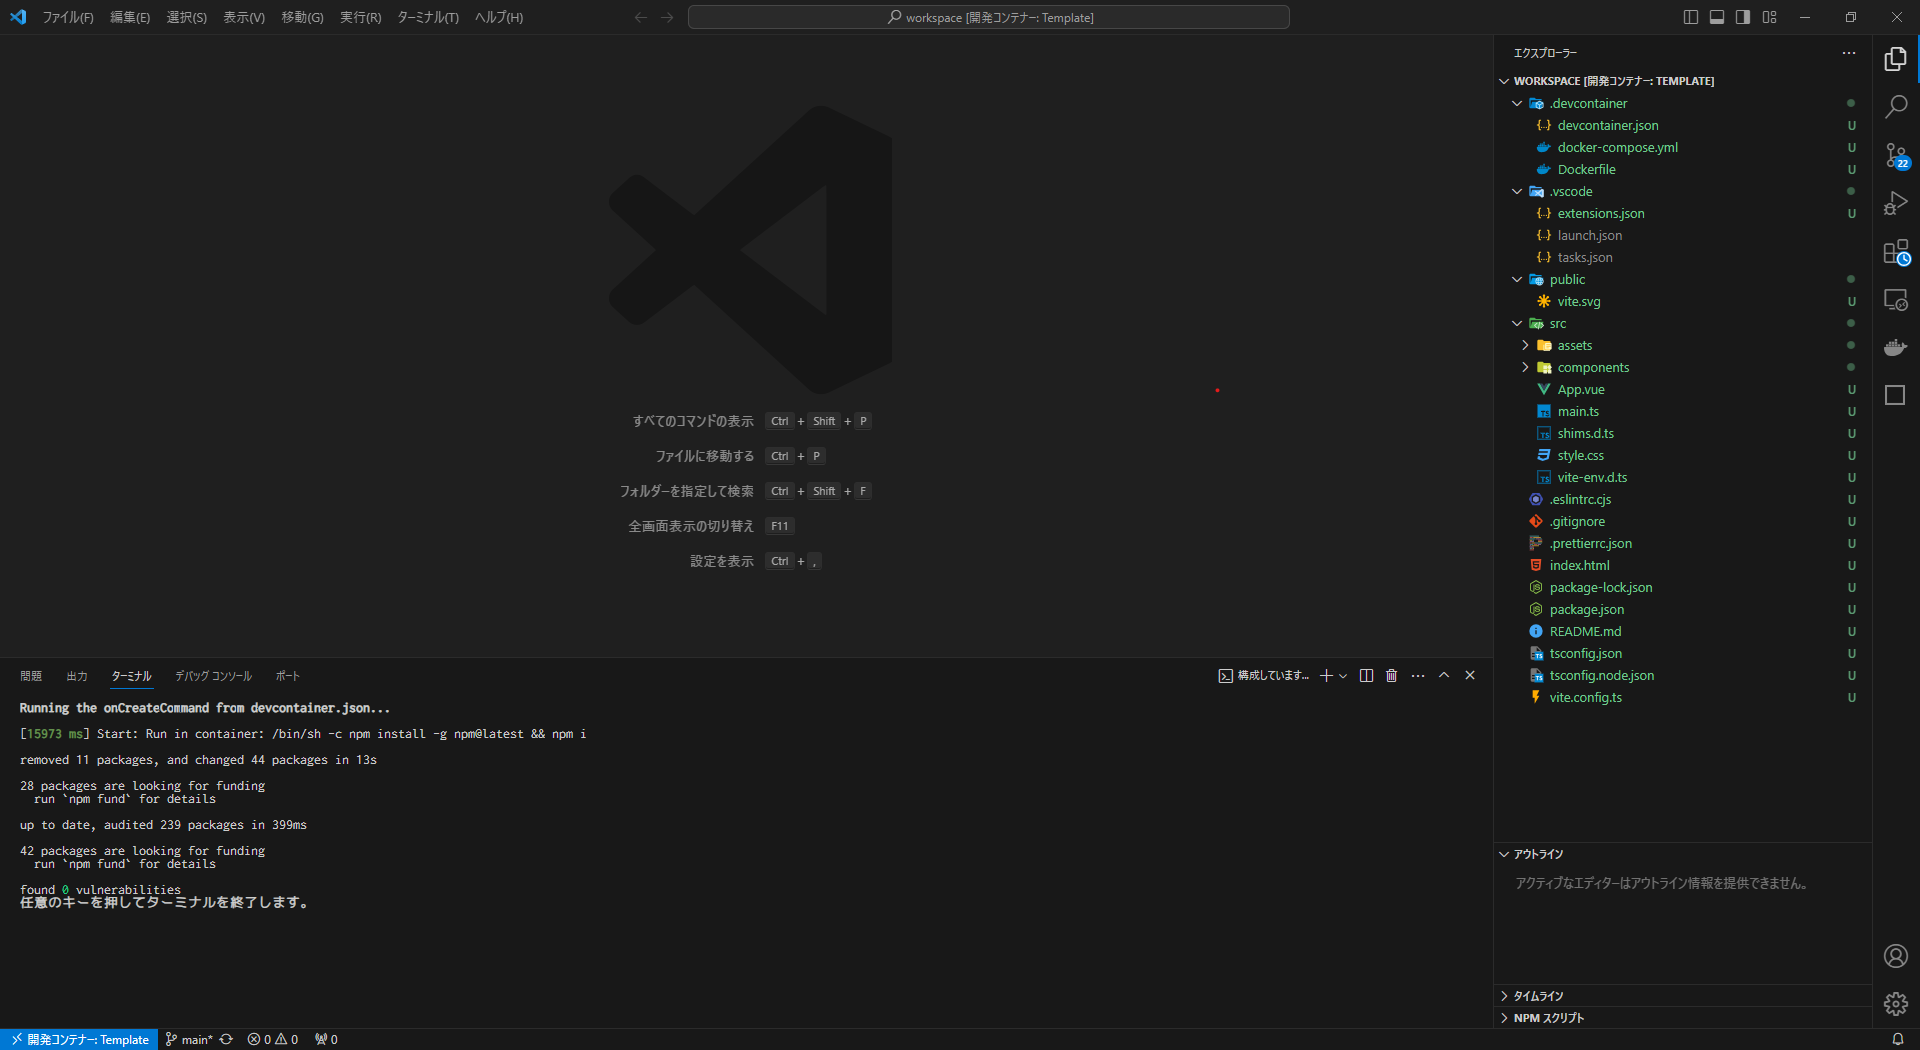 ファイル(F) 編集(E) 選択(S) 表示(V) 移動(G) 実行(R) ターミナル(T) ヘルプ(H)
workspace [開発コンテナー: Template]
すべてのコマンドの表示 Ctrl + Shift + P
ファイルに移動する Ctrl + P
フォルダーを指定して検索 Ctrl + Shift + F
全画面表示の切り替え F11
設定を表示 Ctrl + ,
問題 出力 ターミナル デバッグ コンソール ポート
構成しています...
Running the onCreateCommand from devcontainer.json...
[15973 ms] Start: Run in container: /bin/sh -c npm install -g npm@latest && npm i
removed 11 packages, and changed 44 packages in 13s
28 packages are looking for funding
run `npm fund` for details
up to date, audited 239 packages in 399ms
42 packages are looking for funding
run `npm fund` for details
found 0 vulnerabilities
任意のキーを押してターミナルを終了します。
エクスプローラー
WORKSPACE [開発コンテナー: TEMPLATE]
.devcontainer
devcontainer.json U
docker-compose.yml U
Dockerfile U
.vscode
extensions.json U
launch.json
tasks.json
public
vite.svg U
src
assets
components
App.vue U
main.ts U
shims.d.ts U
style.css U
vite-env.d.ts U
.eslintrc.cjs U
.gitignore U
.prettierrc.json U
index.html U
package-lock.json U
package.json U
README.md U
tsconfig.json U
tsconfig.node.json U
vite.config.ts U
アウトライン
アクティブなエディターはアウトライン情報を提供できません。
タイムライン
NPM スクリプト
22
開発コンテナー: Template main* 0 0 0